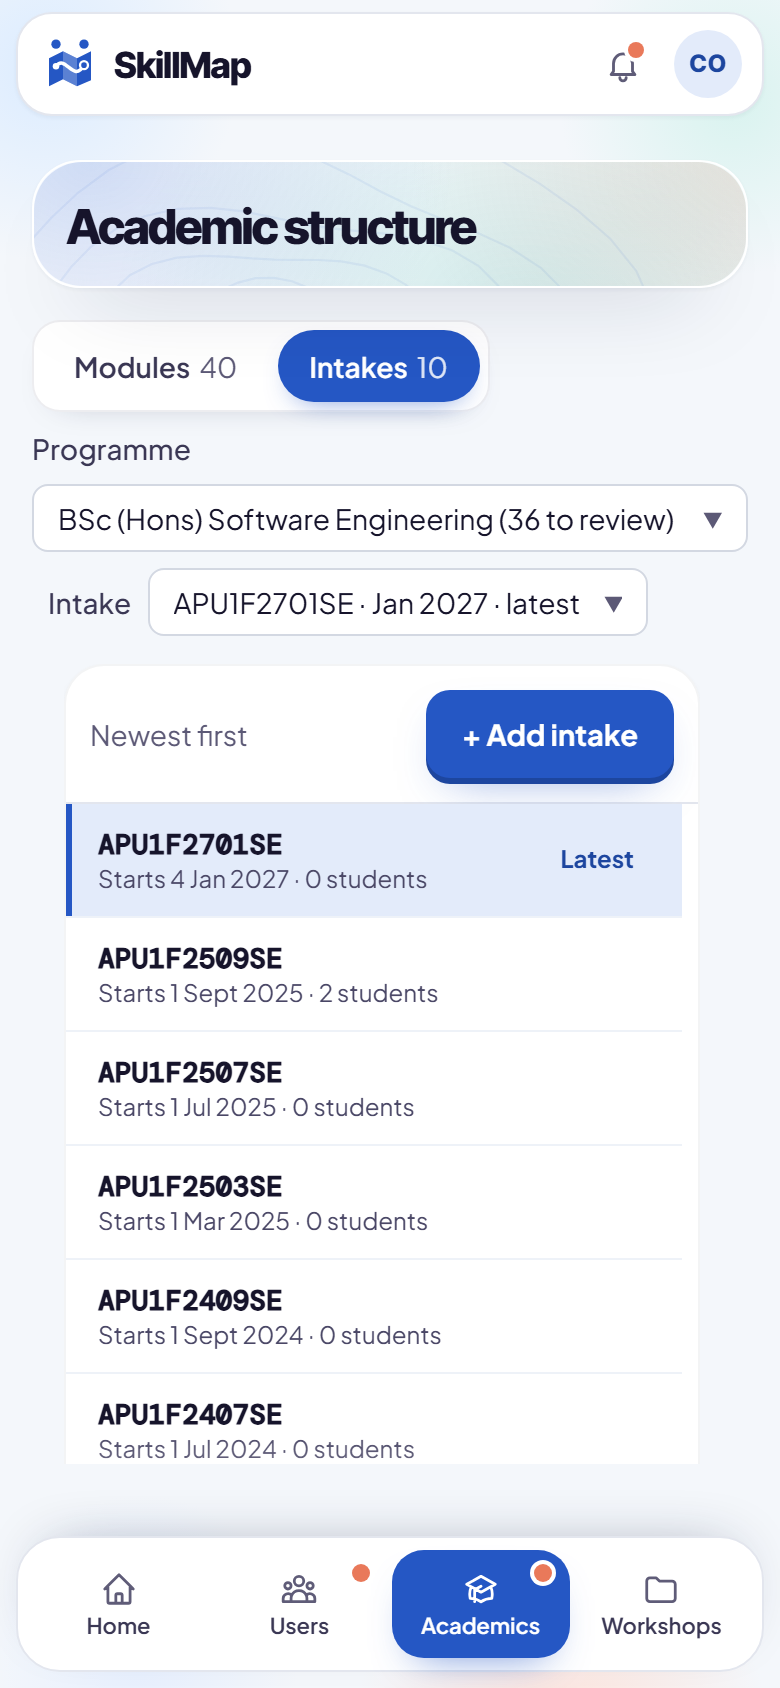 SkillMap
CO
Academic structure
Modules 40
Intakes 10
Programme
BSc (Hons) Software Engineering (36 to review)
Intake
APU1F2701SE · Jan 2027 · latest
Newest first
+ Add intake
APU1F2701SE
Starts 4 Jan 2027 · 0 students
Latest
APU1F2509SE
Starts 1 Sept 2025 · 2 students
APU1F2507SE
Starts 1 Jul 2025 · 0 students
APU1F2503SE
Starts 1 Mar 2025 · 0 students
APU1F2409SE
Starts 1 Sept 2024 · 0 students
APU1F2407SE
Starts 1 Jul 2024 · 0 students
Home
Users
Academics
Workshops